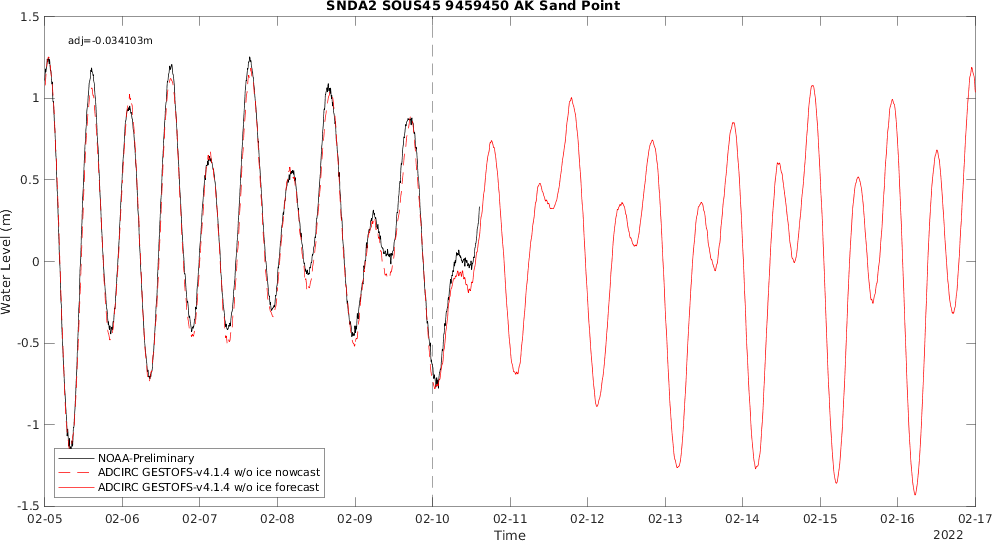 SNDA2 SOUS45 9459450 AK Sand Point
adj=-0.034103m
1.5
1
0.5
0
-0.5
-1
-1.5
Water Level (m)
NOAA-Preliminary
ADCIRC GESTOFS-v4.1.4 w/o ice nowcast
ADCIRC GESTOFS-v4.1.4 w/o ice forecast
02-05 02-06 02-07 02-08 02-09 02-10 02-11 02-12 02-13 02-14 02-15 02-16 02-17
Time
2022